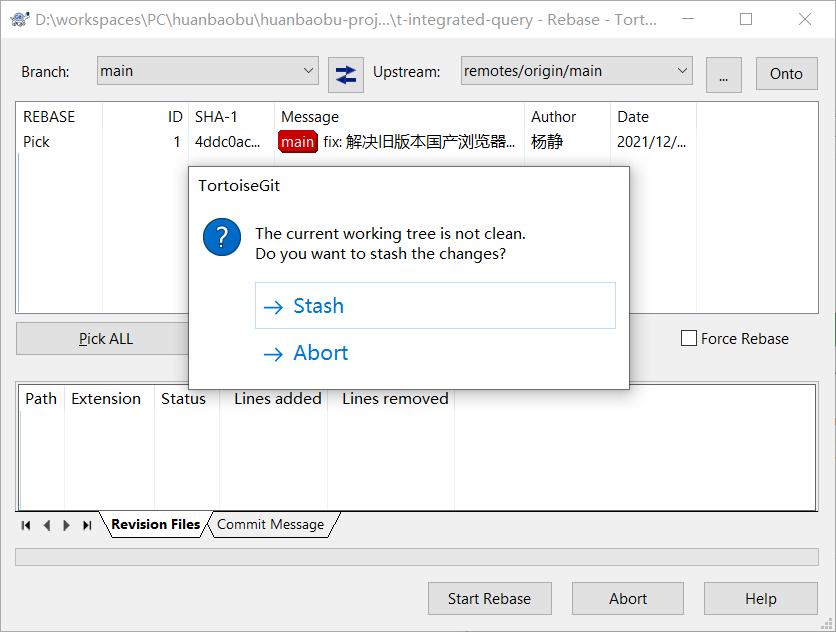 D:\workspaces\PC\huanbaobu\huanbaobu-proj...\t-integrated-query - Rebase - Tort...
Branch: main Upstream: remotes/origin/main ... Onto
REBASE ID SHA-1 Message Author Date
Pick 1 4ddc0ac... main fix: 解决旧版本国产浏览器... 杨静 2021/12/...
TortoiseGit
?
The current working tree is not clean.
Do you want to stash the changes?
Stash
Abort
Pick ALL Force Rebase
Path Extension Status Lines added Lines removed
Revision Files Commit Message
Start Rebase Abort Help